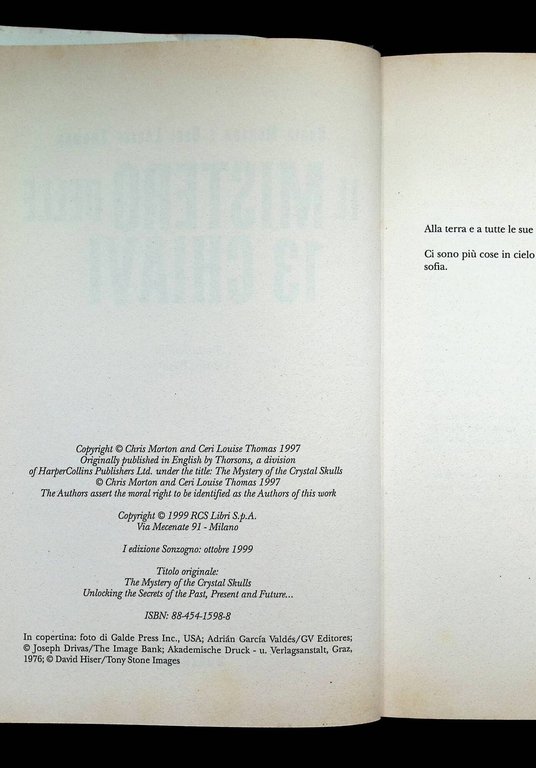 Copyright © Chris Morton and Ceri Louise Thomas 1997
Originally published in English by Thorsons, a division
of HarperCollins Publishers Ltd. under the title: The Mystery of the Crystal Skulls
© Chris Morton and Ceri Louise Thomas 1997
The Authors assert the moral right to be identified as the Authors of this work
Copyright © 1999 RCS Libri S.p.A.
Via Mecenate 91 - Milano
I edizione Sonzogno: ottobre 1999
Titolo originale:
The Mystery of the Crystal Skulls
Unlocking the Secrets of the Past, Present and Future...
ISBN: 88-454-1598-8
In copertina: foto di Galde Press Inc., USA; Adrián García Valdés/GV Editores;
© Joseph Drivas/The Image Bank; Akademische Druck - u. Verlagsanstalt, Graz,
1976; © David Hiser/Tony Stone Images
Alla terra e a tutte le sue
Ci sono più cose in cielo
sofia.